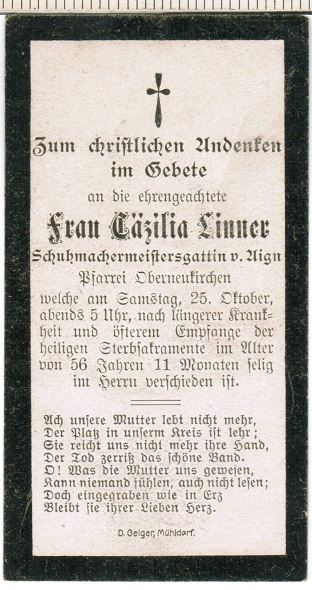 Zum christlichen Andenken
im Gebete
an die ehrengeachtete
Frau Cäzilia Linner
Schuhmachermeistersgattin v. Aign
Pfarrei Oberneukirchen
welche am Samstag, 25. Oktober,
abends 5 Uhr, nach längerer Krank-
heit und öfterem Empfange der
heiligen Sterbsakramente im Alter
von 56 Jahren 11 Monaten selig
im Herrn verschieden ist.
Ach unsere Mutter lebt nicht mehr,
Der Platz in unserm Kreis ist lehr;
Sie reicht uns nicht mehr ihre Hand,
Der Tod zerriß das schöne Band.
O! Was die Mutter uns gewesen,
Kann niemand fühlen, auch nicht lesen;
Doch eingegraben wie in Erz
Bleibt sie ihrer Lieben Herz.
D. Geiger, Mühldorf.